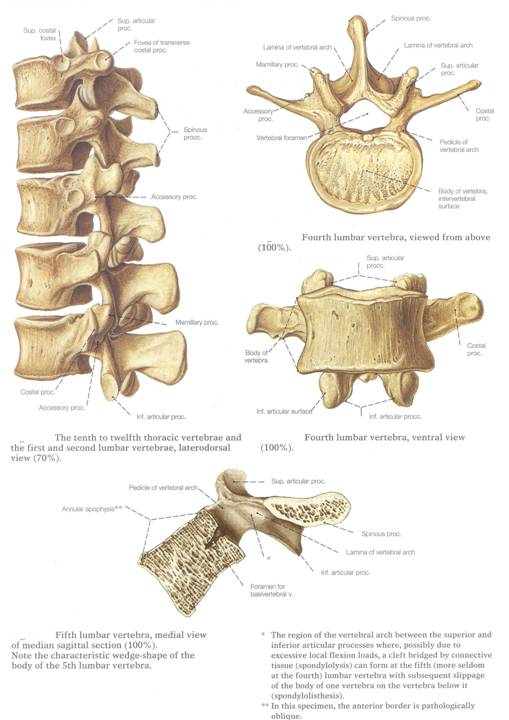 Sup. articular
proc.
Sup. costal
fovea
Fovea of transverse
costal proc.
Spinous
procc.
Accessory proc.
Mamillary proc.
Costal proc.
Accessory proc.
Inf. articular proc.
The tenth to twelfth thoracic vertebrae and
the first and second lumbar vertebrae, laterodorsal
view (70%).
Spinous proc.
Lamina of vertebral arch
Lamina of vertebral arch
Mamillary proc.
Sup. articular
proc.
Accessory
proc.
Costal
proc.
Vertebral foramen
Pedicle of
vertebral arch
Body of vertebra,
intervertebral
surface
Fourth lumbar vertebra, viewed from above
(100%).
Sup. articular
procc.
Body of
vertebra
Costal
proc.
Inf. articular surface
Inf. articular procc.
Fourth lumbar vertebra, ventral view
(100%).
Pedicle of vertebral arch
Sup. articular proc.
Annular apophysis**
Spinous proc.
Lamina of vertebral arch
*
Inf. articular proc.
Foramen for
basivertebral v.
Fifth lumbar vertebra, medial view
of median sagittal section (100%).
Note the characteristic wedge-shape of the
body of the 5th lumbar vertebra.
* The region of the vertebral arch between the superior and
inferior articular processes where, possibly due to
excessive local flexion loads, a cleft bridged by connective
tissue (spondylolysis) can form at the fifth (more seldom
at the fourth) lumbar vertebra with subsequent slippage
of the body of one vertebra on the vertebra below it
(spondylolisthesis).
** In this specimen, the anterior border is pathologically
oblique.